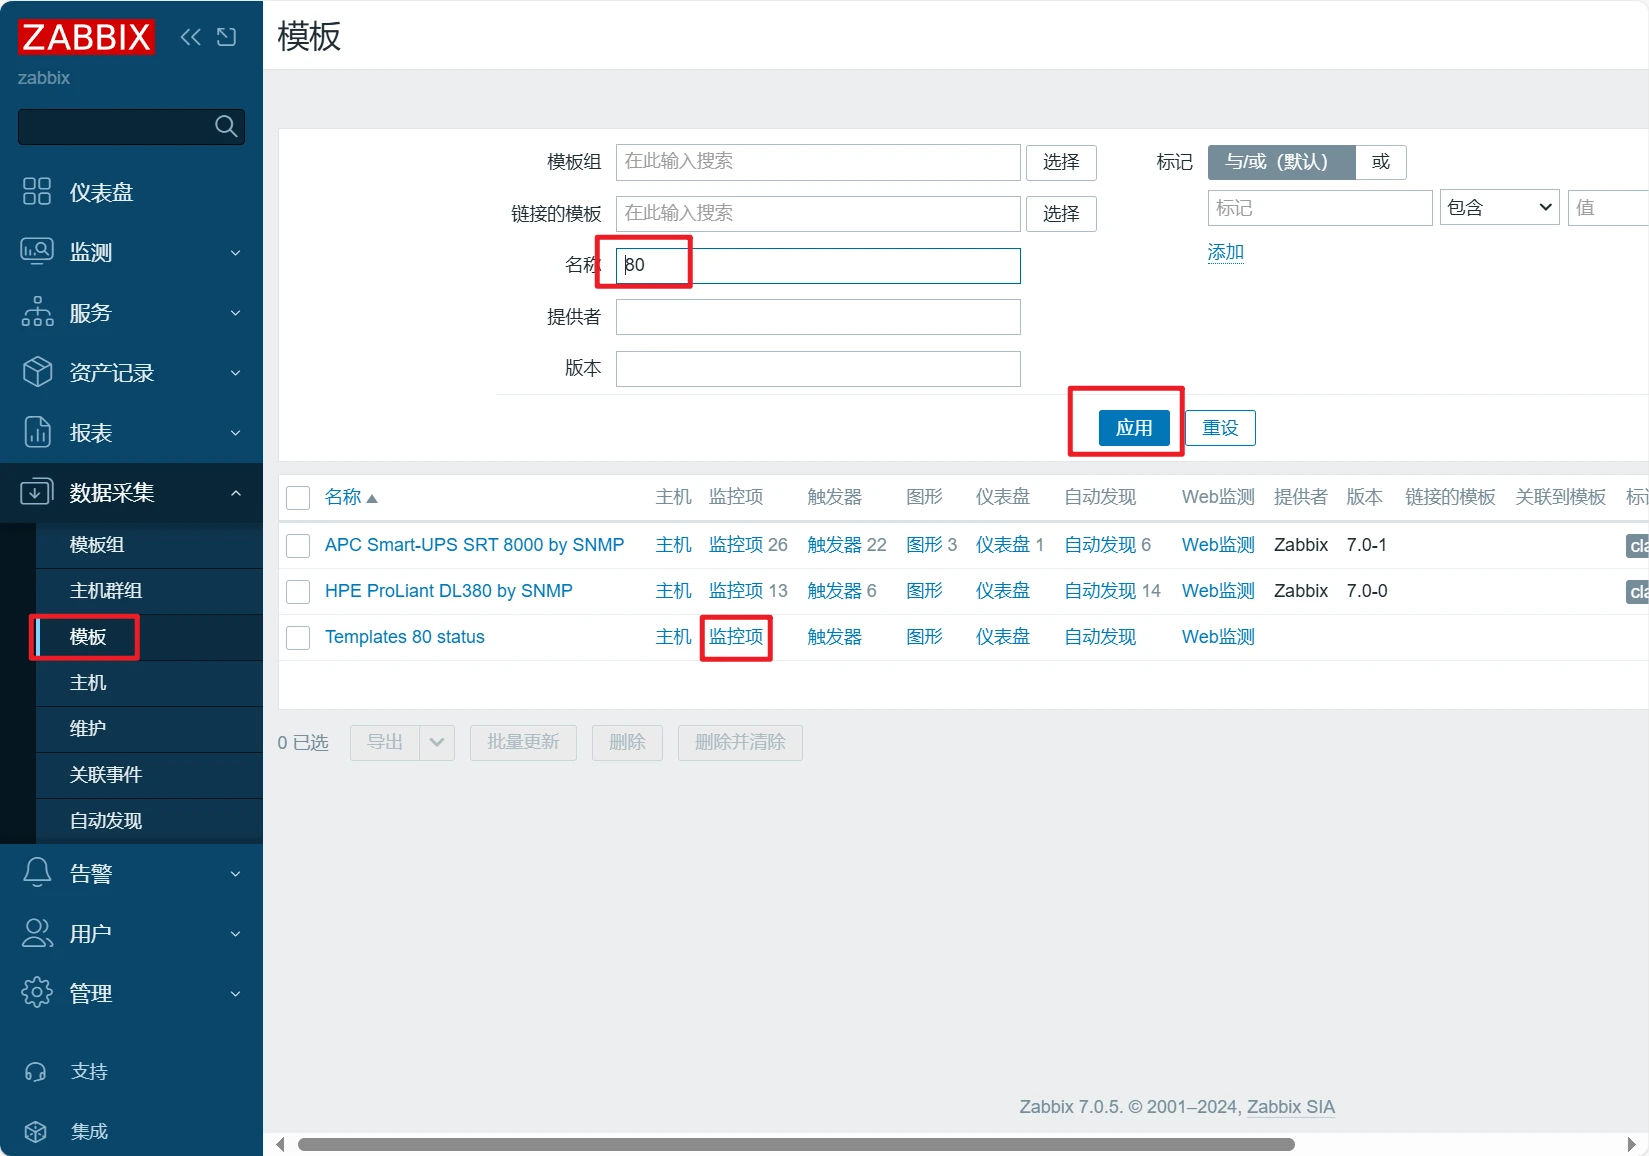 ZABBIX
zabbix
仪表盘
监测
服务
资产记录
报表
数据采集
模板组
主机群组
模板
主机
维护
关联事件
自动发现
告警
用户
管理
支持
集成
模板
模板组 在此输入搜索 选择
链接的模板 在此输入搜索 选择
名称 80
提供者
版本
标记 与/或（默认） 或
标记 包含 值
添加
应用 重设
名称 主机 监控项 触发器 图形 仪表盘 自动发现 Web监测 提供者 版本 链接的模板 关联到模板 标
APC Smart-UPS SRT 8000 by SNMP 主机 监控项 26 触发器 22 图形 3 仪表盘 1 自动发现 6 Web监测 Zabbix 7.0-1 cla
HPE ProLiant DL380 by SNMP 主机 监控项 13 触发器 6 图形 仪表盘 自动发现 14 Web监测 Zabbix 7.0-0 cla
Templates 80 status 主机 监控项 触发器 图形 仪表盘 自动发现 Web监测
0 已选 导出 批量更新 删除 删除并清除
Zabbix 7.0.5. © 2001–2024, Zabbix SIA